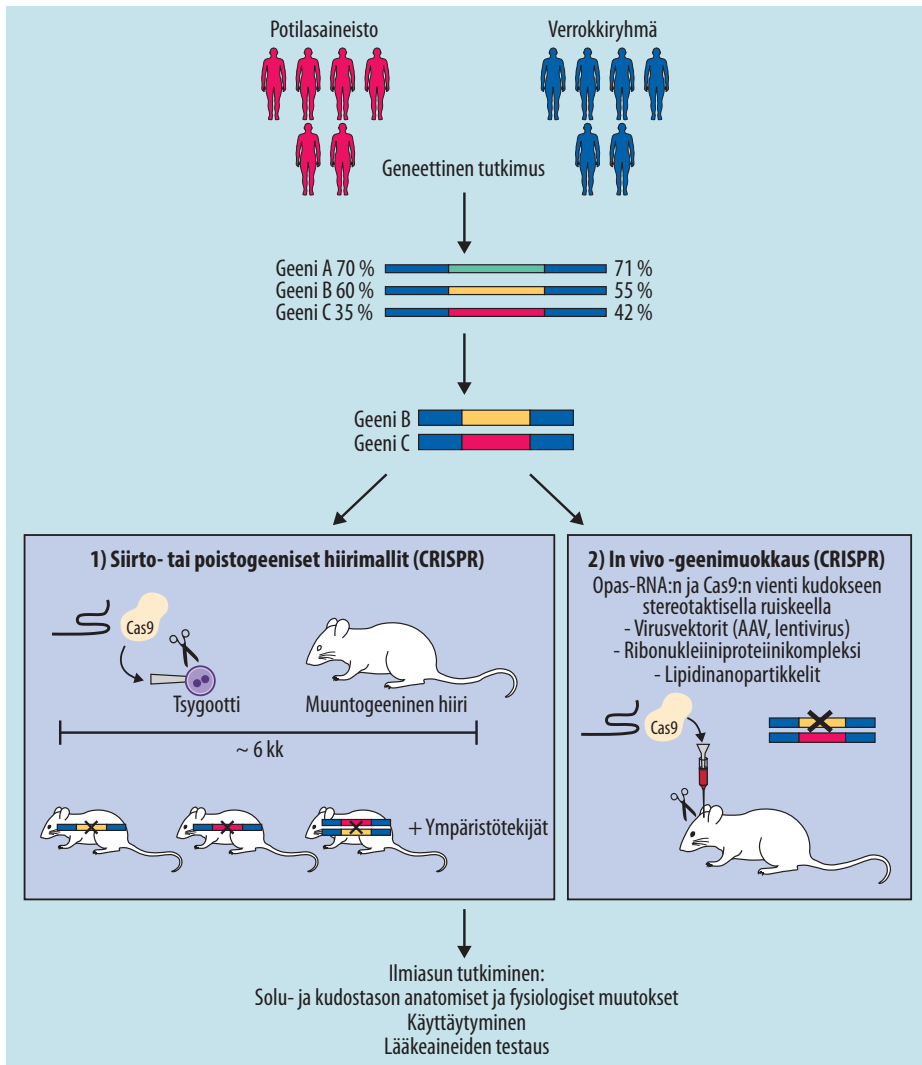 Potilasaineisto
Verrokkiryhmä
Geneettinen tutkimus
Geeni A 70 % 71 %
Geeni B 60 % 55 %
Geeni C 35 % 42 %
Geeni B
Geeni C
1) Siirto- tai poistogeeniset hiirimallit (CRISPR)
Cas9
Tsygootti
Muuntogeeninen hiiri
~ 6 kk
+ Ympäristötekijät
2) In vivo -geenimuokkaus (CRISPR)
Opas-RNA:n ja Cas9:n vienti kudokseen
stereotaktisella ruiskeella
- Virusvektorit (AAV, lentivirus)
- Ribonukleiiniproteiinikompleksi
- Lipidinanopartikkelit
Cas9
Ilmiasun tutkiminen:
Solu- ja kudostason anatomiset ja fysiologiset muutokset
Käyttäytyminen
Lääkeaineiden testaus